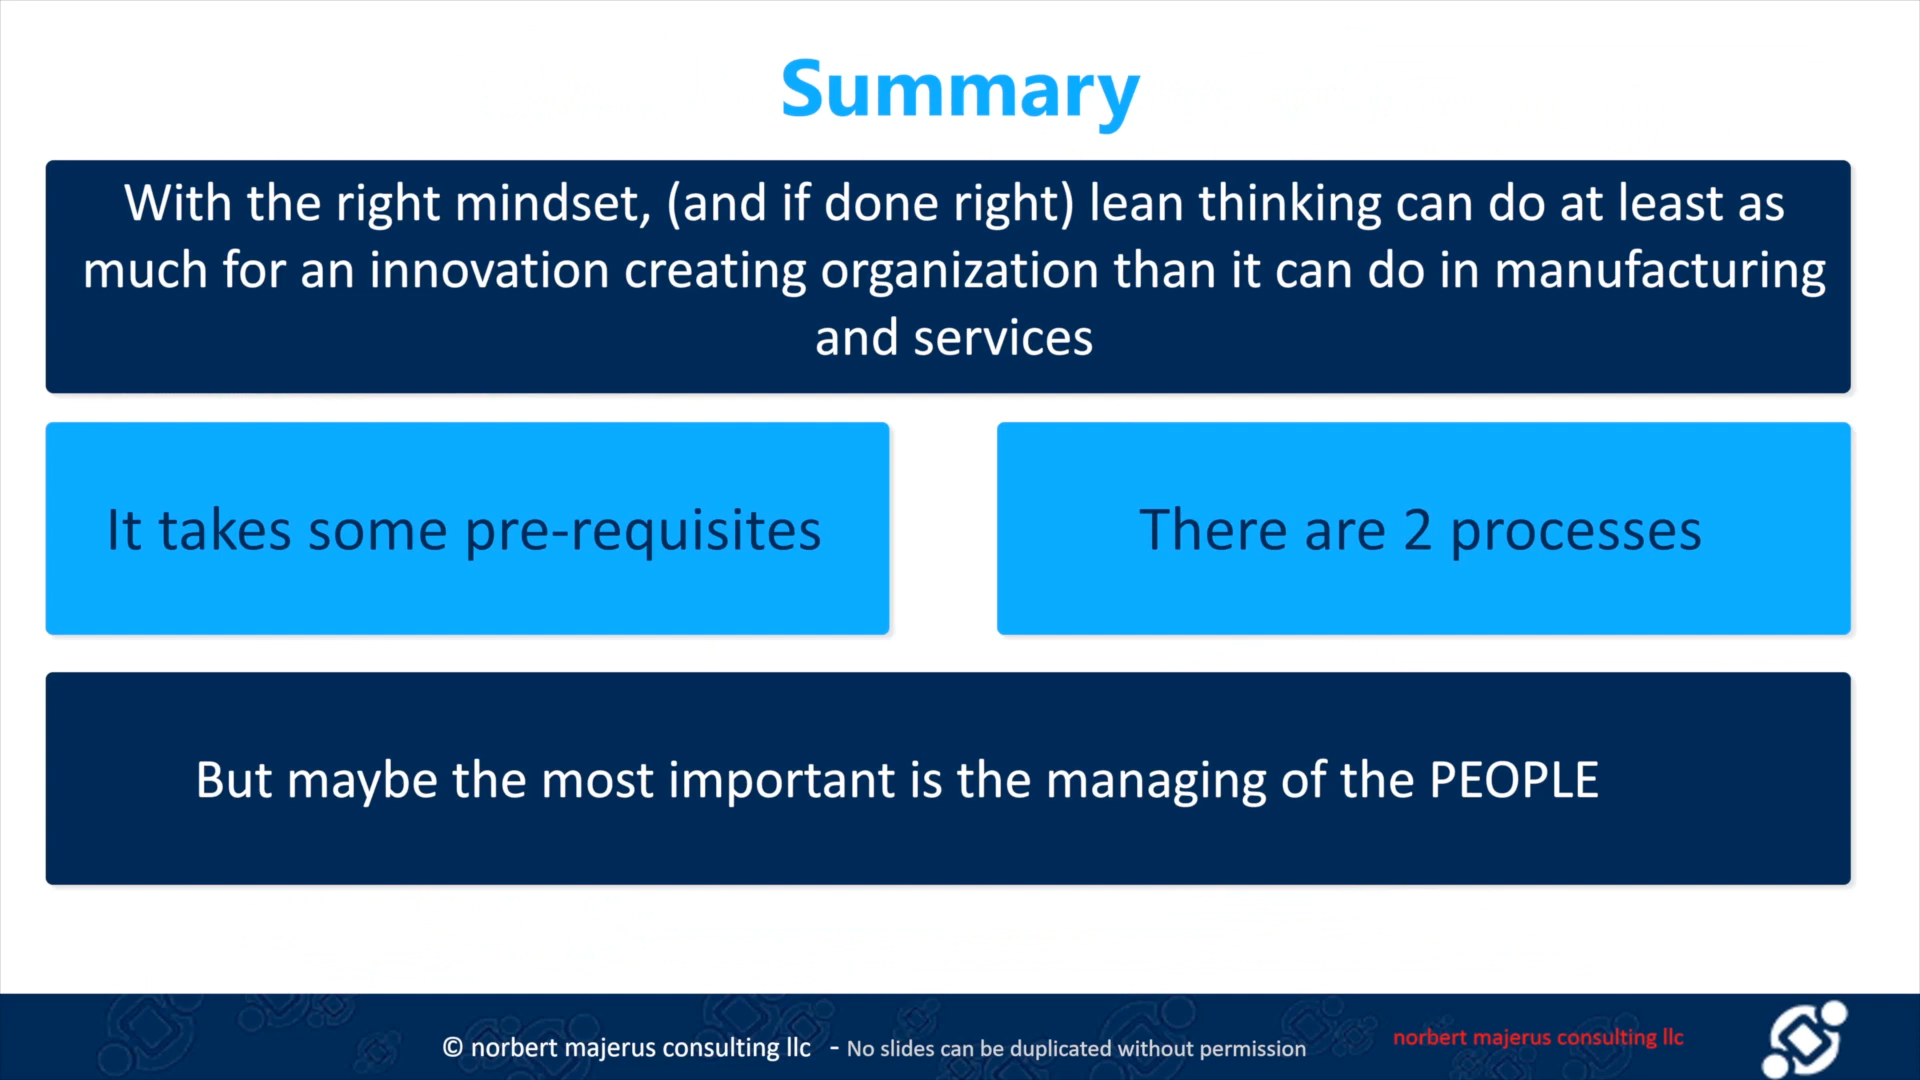 Summary
With the right mindset, (and if done right) lean thinking can do at least as
much for an innovation creating organization than it can do in manufacturing
and services
It takes some pre-requisites
There are 2 processes
But maybe the most important is the managing of the PEOPLE
© norbert majerus consulting llc - No slides can be duplicated without permission
norbert majerus consulting llc